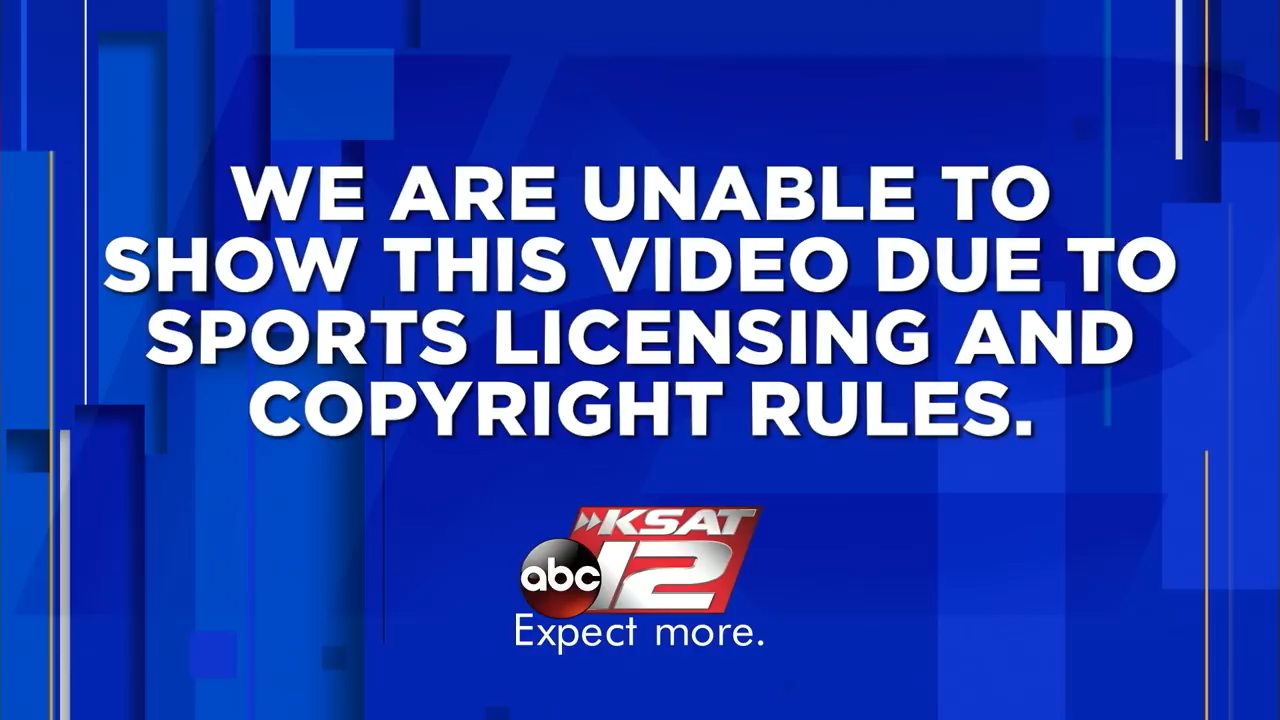 WE ARE UNABLE TO
SHOW THIS VIDEO DUE TO
SPORTS LICENSING AND
COPYRIGHT RULES.
KSAT
abc 12
Expect more.